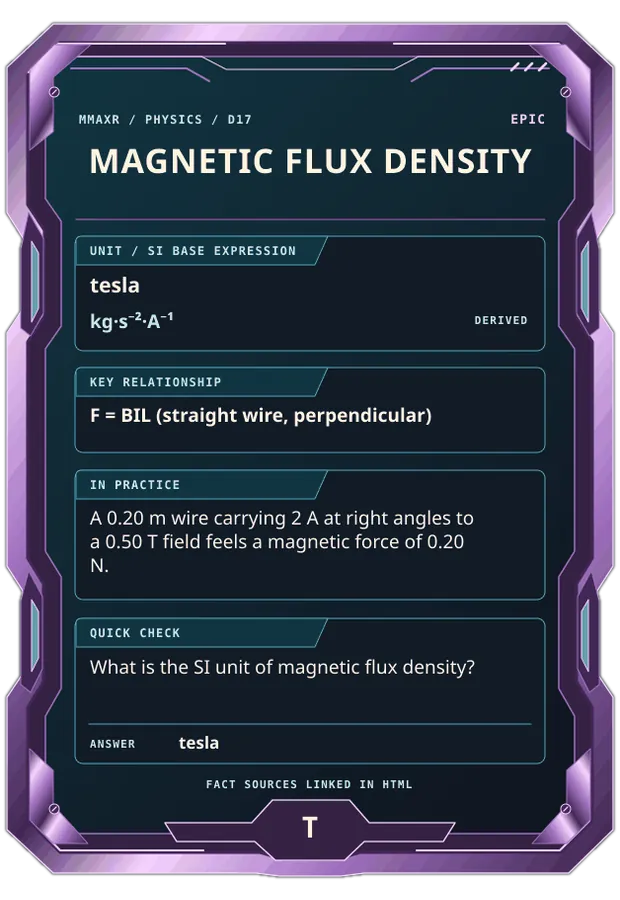 MMAXR / PHYSICS / D17
EPIC
MAGNETIC FLUX DENSITY
UNIT / SI BASE EXPRESSION
tesla
kg·s⁻²·A⁻¹
DERIVED
KEY RELATIONSHIP
F = BIL (straight wire, perpendicular)
IN PRACTICE
A 0.20 m wire carrying 2 A at right angles to
a 0.50 T field feels a magnetic force of 0.20
N.
QUICK CHECK
What is the SI unit of magnetic flux density?
ANSWER tesla
FACT SOURCES LINKED IN HTML
T